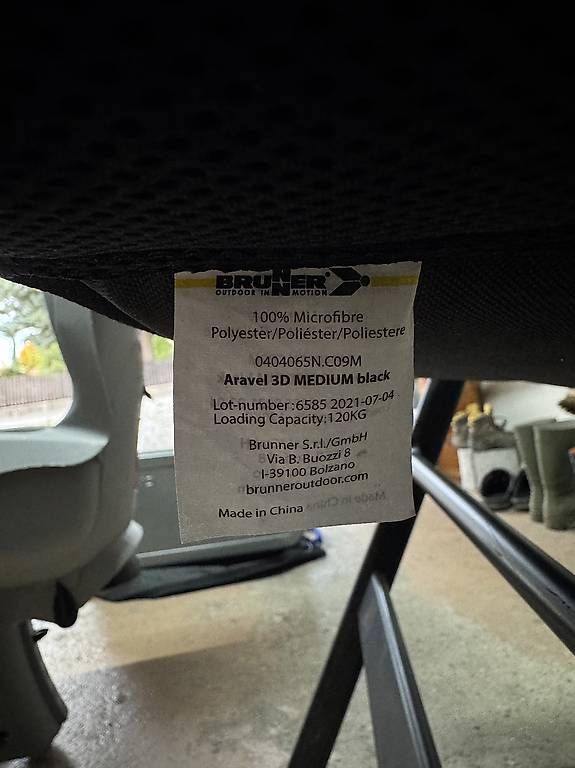 BRUNNER
OUTDOOR IN MOTION
100% Microfibre
Polyester/Poliéster/Poliestere
0404065N.C09M
Aravel 3D MEDIUM black
Lot-number:6585 2021-07-04
Loading Capacity:120KG
Brunner S.r.l./GmbH
Via B. Buozzi 8
I-39100 Bolzano
brunneroutdoor.com
Made in China